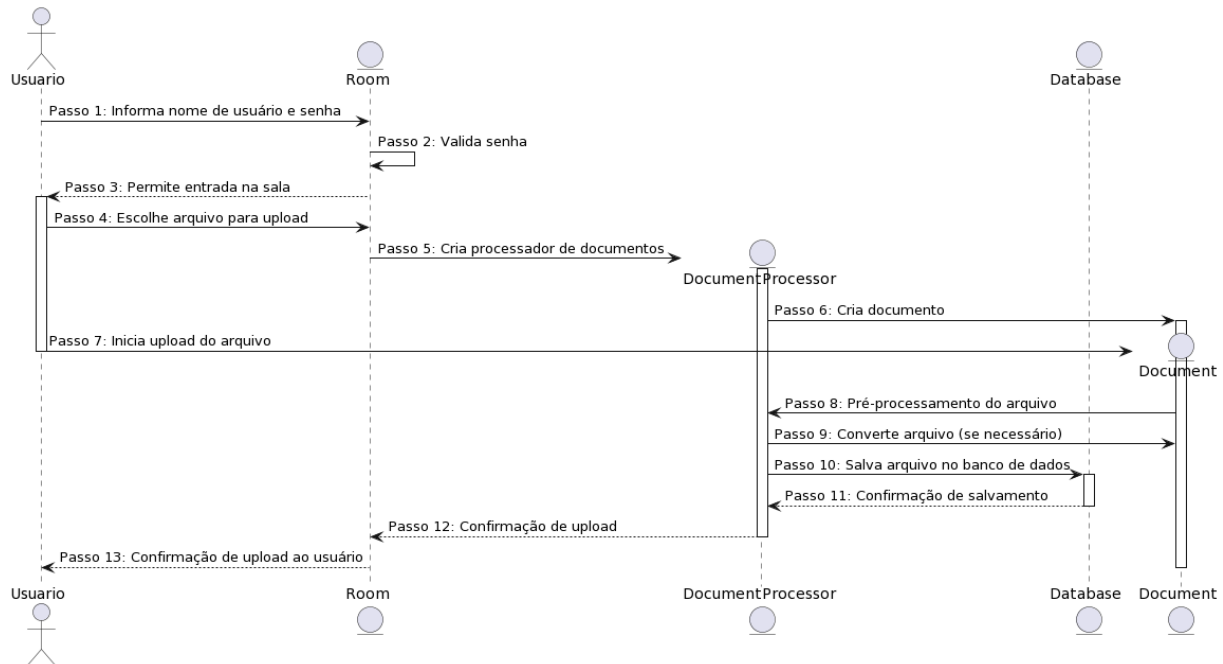 Usuario
Room
Database
Passo 1: Informa nome de usuário e senha
Passo 2: Valida senha
Passo 3: Permite entrada na sala
Passo 4: Escolhe arquivo para upload
Passo 5: Cria processador de documentos
DocumentProcessor
Passo 6: Cria documento
Passo 7: Inicia upload do arquivo
Document
Passo 8: Pré-processamento do arquivo
Passo 9: Converte arquivo (se necessário)
Passo 10: Salva arquivo no banco de dados
Passo 11: Confirmação de salvamento
Passo 12: Confirmação de upload
Passo 13: Confirmação de upload ao usuário
Usuario
Room
DocumentProcessor
Database
Document